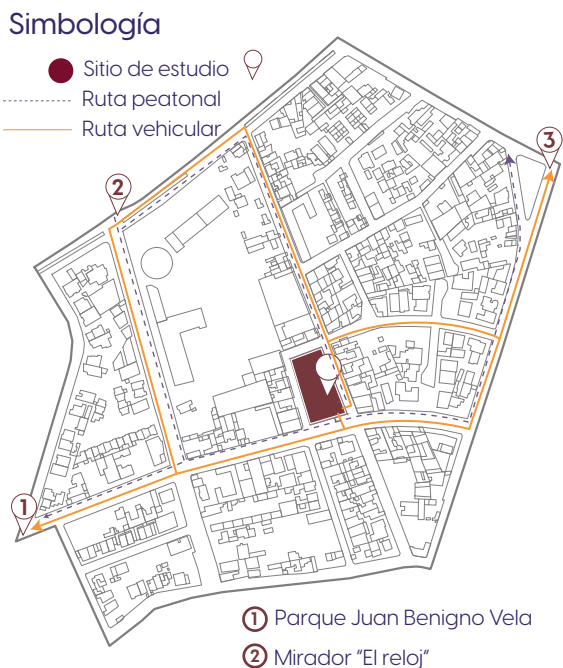 Simbología
Sitio de estudio
Ruta peatonal
Ruta vehicular
3
2
1
1 Parque Juan Benigno Vela
2 Mirador "El reloj"